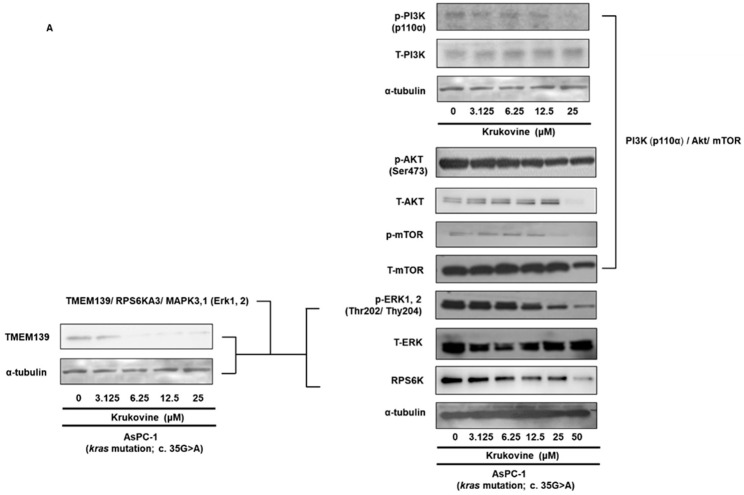 A
p-PI3K
(p110α)
T-PI3K
α-tubulin
0 3.125 6.25 12.5 25
Krukovine (µM)
PI3K (p110α) / Akt/ mTOR
p-AKT
(Ser473)
T-AKT
p-mTOR
T-mTOR
TMEM139/ RPS6KA3/ MAPK3,1 (Erk1, 2)
p-ERK1, 2
(Thr202/ Thy204)
TMEM139
T-ERK
α-tubulin
RPS6K
0 3.125 6.25 12.5 25
Krukovine (µM)
AsPC-1
(kras mutation; c. 35G>A)
α-tubulin
0 3.125 6.25 12.5 25 50
Krukovine (µM)
AsPC-1
(kras mutation; c. 35G>A)